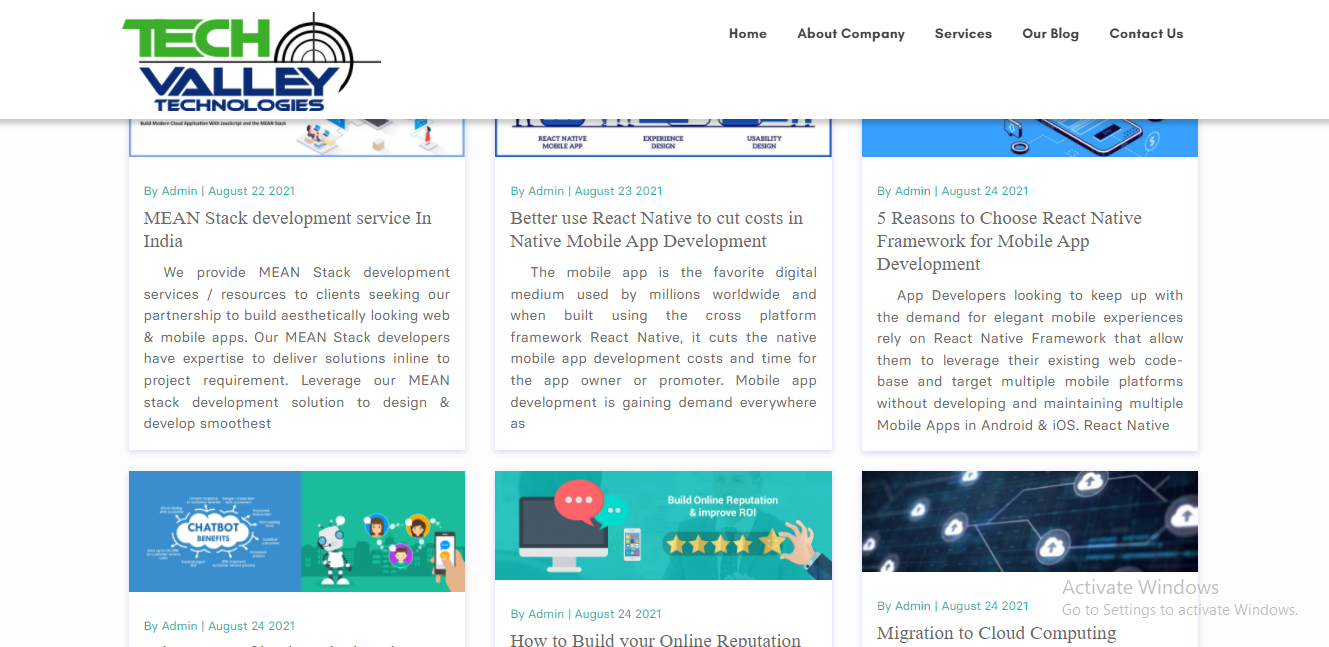 TECH
VALLEY
TECHNOLOGIES
Home
About Company
Services
Our Blog
Contact Us
Build Modern Cloud Application With JavaScript and the MEAN Stack
REACT NATIVE
MOBILE APP
EXPERIENCE
DESIGN
USABILITY
DESIGN
By Admin | August 22 2021
MEAN Stack development service In
India
We provide MEAN Stack development
services / resources to clients seeking our
partnership to build aesthetically looking web
& mobile apps. Our MEAN Stack developers
have expertise to deliver solutions inline to
project requirement. Leverage our MEAN
stack development solution to design &
develop smoothest
By Admin | August 23 2021
Better use React Native to cut costs in
Native Mobile App Development
The mobile app is the favorite digital
medium used by millions worldwide and
when built using the cross platform
framework React Native, it cuts the native
mobile app development costs and time for
the app owner or promoter. Mobile app
development is gaining demand everywhere
as
By Admin | August 24 2021
5 Reasons to Choose React Native
Framework for Mobile App
Development
App Developers looking to keep up with
the demand for elegant mobile experiences
rely on React Native Framework that allow
them to leverage their existing web code-
base and target multiple mobile platforms
without developing and maintaining multiple
Mobile Apps in Android & iOS. React Native
CHATBOT
BENEFITS
By Admin | August 24 2021
Build Online Reputation
& improve ROI
By Admin | August 24 2021
How to Build your Online Reputation
By Admin | August 24 2021
Migration to Cloud Computing
Activate Windows
Go to Settings to activate Windows.